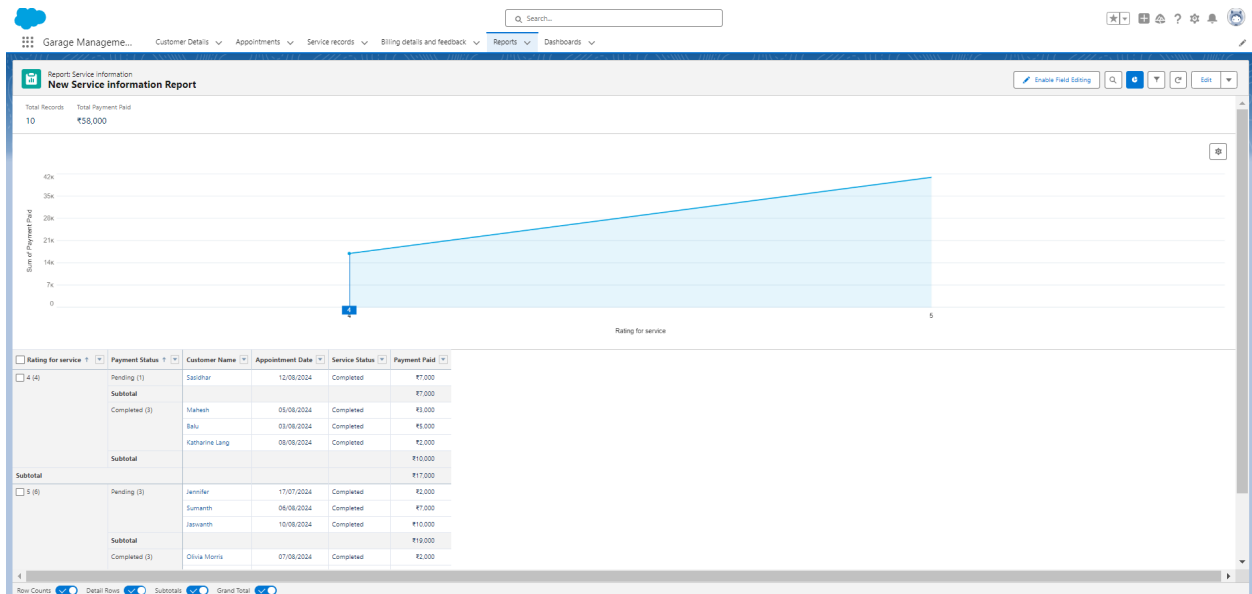 Search...
Garage Manageme... Customer Details Appointments Service records Billing details and feedback Reports Dashboards
Report: Service information
New Service information Report
Enable Field Editing Edit
Total Records Total Payment Paid
10 ₹58,000
42K
35K
28K
21K
14K
7K
0
Sum of Payment Paid
4
5
Rating for service
Rating for service ↑ Payment Status ↑ Customer Name Appointment Date Service Status Payment Paid
4 (4) Pending (1) Sasidhar 12/08/2024 Completed ₹7,000
Subtotal ₹7,000
Completed (3) Mahesh 05/08/2024 Completed ₹3,000
Balu 03/08/2024 Completed ₹5,000
Katharine Lang 08/08/2024 Completed ₹2,000
Subtotal ₹10,000
Subtotal ₹17,000
5 (6) Pending (3) Jennifer 17/07/2024 Completed ₹2,000
Sumanth 06/08/2024 Completed ₹7,000
Jaswanth 10/08/2024 Completed ₹10,000
Subtotal ₹19,000
Completed (3) Olivia Morris 07/08/2024 Completed ₹2,000
Row Counts Detail Rows Subtotals Grand Total